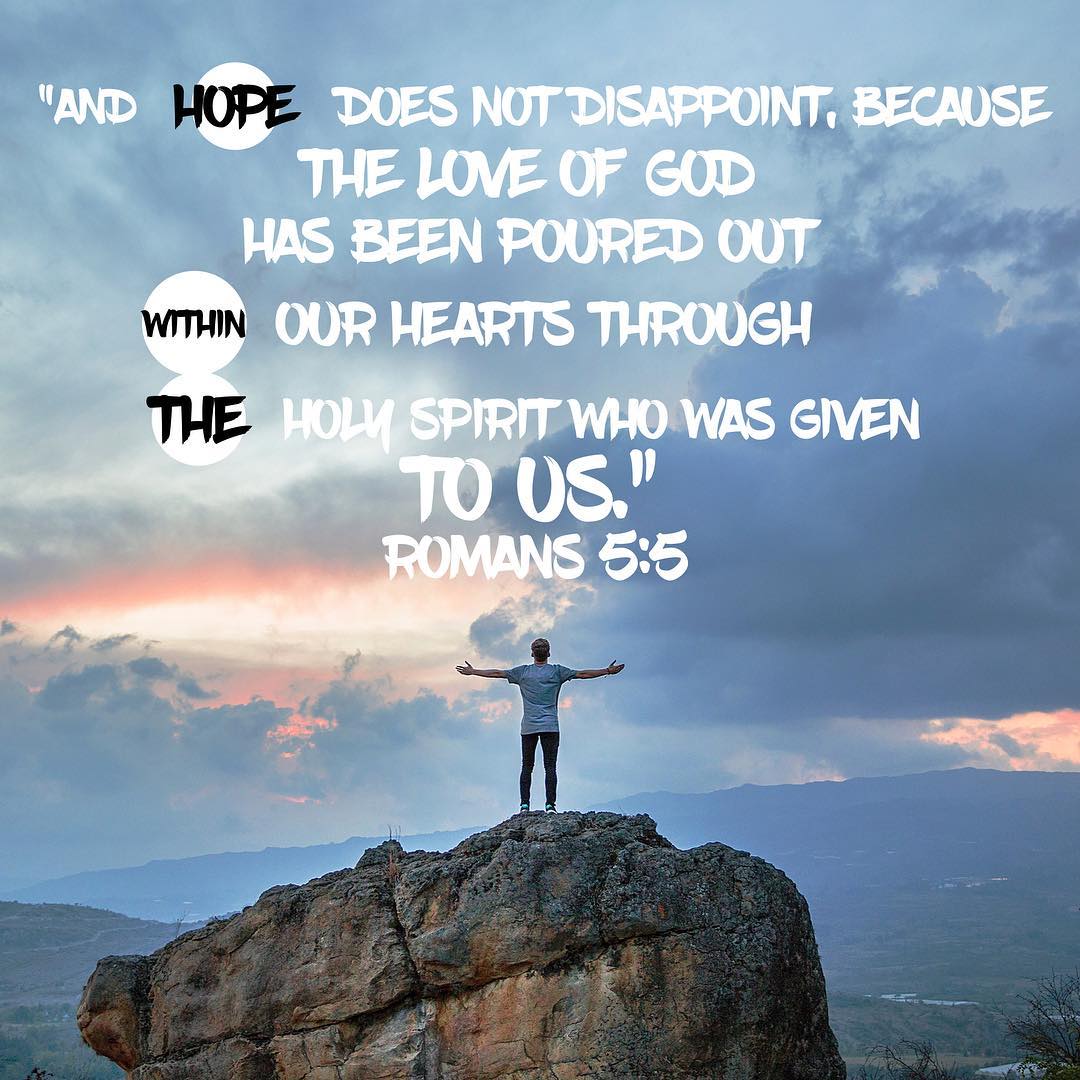 "AND HOPE DOES NOT DISAPPOINT, BECAUSE
THE LOVE OF GOD
HAS BEEN POURED OUT
WITHIN OUR HEARTS THROUGH
THE HOLY SPIRIT WHO WAS GIVEN
TO US."
ROMANS 5:5